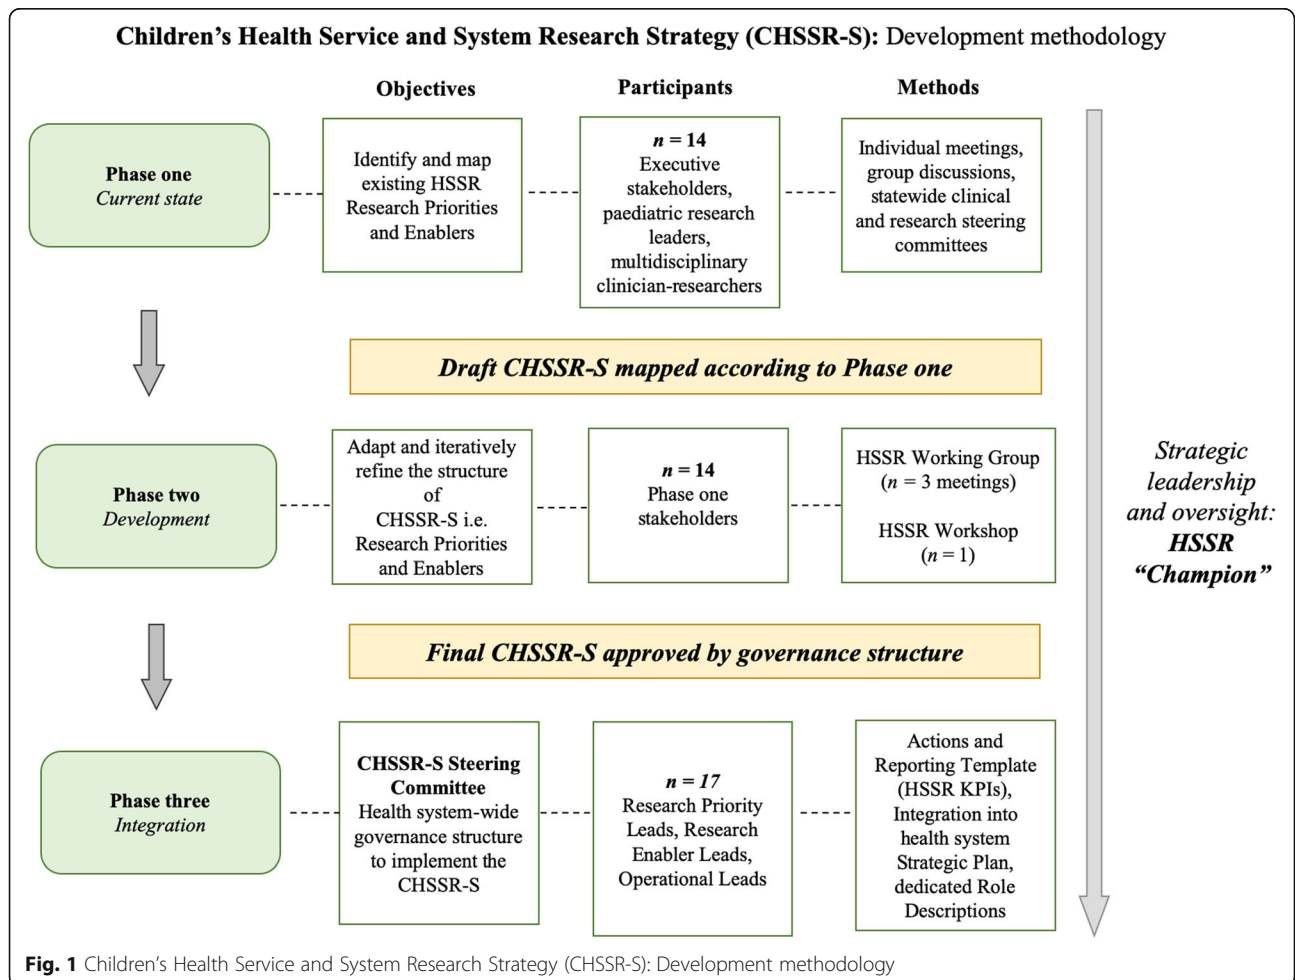 Children’s Health Service and System Research Strategy (CHSSR-S): Development methodology
Objectives
Participants
Methods
Phase one
Current state
Identify and map
existing HSSR
Research Priorities
and Enablers
n = 14
Executive
stakeholders,
paediatric research
leaders,
multidisciplinary
clinician-researchers
Individual meetings,
group discussions,
statewide clinical
and research steering
committees
Draft CHSSR-S mapped according to Phase one
Phase two
Development
Adapt and iteratively
refine the structure
of
CHSSR-S i.e.
Research Priorities
and Enablers
n = 14
Phase one
stakeholders
HSSR Working Group
(n = 3 meetings)
HSSR Workshop
(n = 1)
Final CHSSR-S approved by governance structure
Phase three
Integration
CHSSR-S Steering
Committee
Health system-wide
governance structure
to implement the
CHSSR-S
n = 17
Research Priority
Leads, Research
Enabler Leads,
Operational Leads
Actions and
Reporting Template
(HSSR KPIs),
Integration into
health system
Strategic Plan,
dedicated Role
Descriptions
Strategic
leadership
and oversight:
HSSR
“Champion”
Fig. 1 Children’s Health Service and System Research Strategy (CHSSR-S): Development methodology